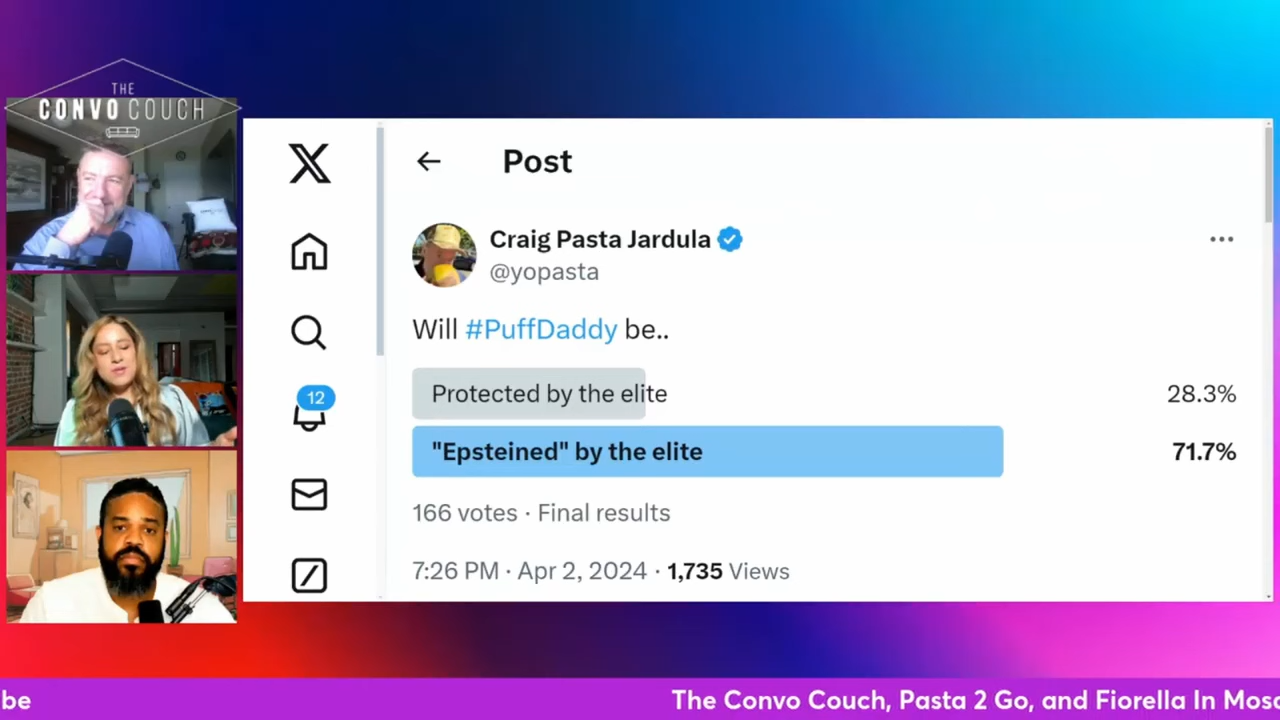 THE
CONVO COUCH
Post
Craig Pasta Jardula
@yopasta
Will #PuffDaddy be..
Protected by the elite 28.3%
"Epsteined" by the elite 71.7%
12
166 votes · Final results
7:26 PM · Apr 2, 2024 · 1,735 Views
be The Convo Couch, Pasta 2 Go, and Fiorella In Mosc